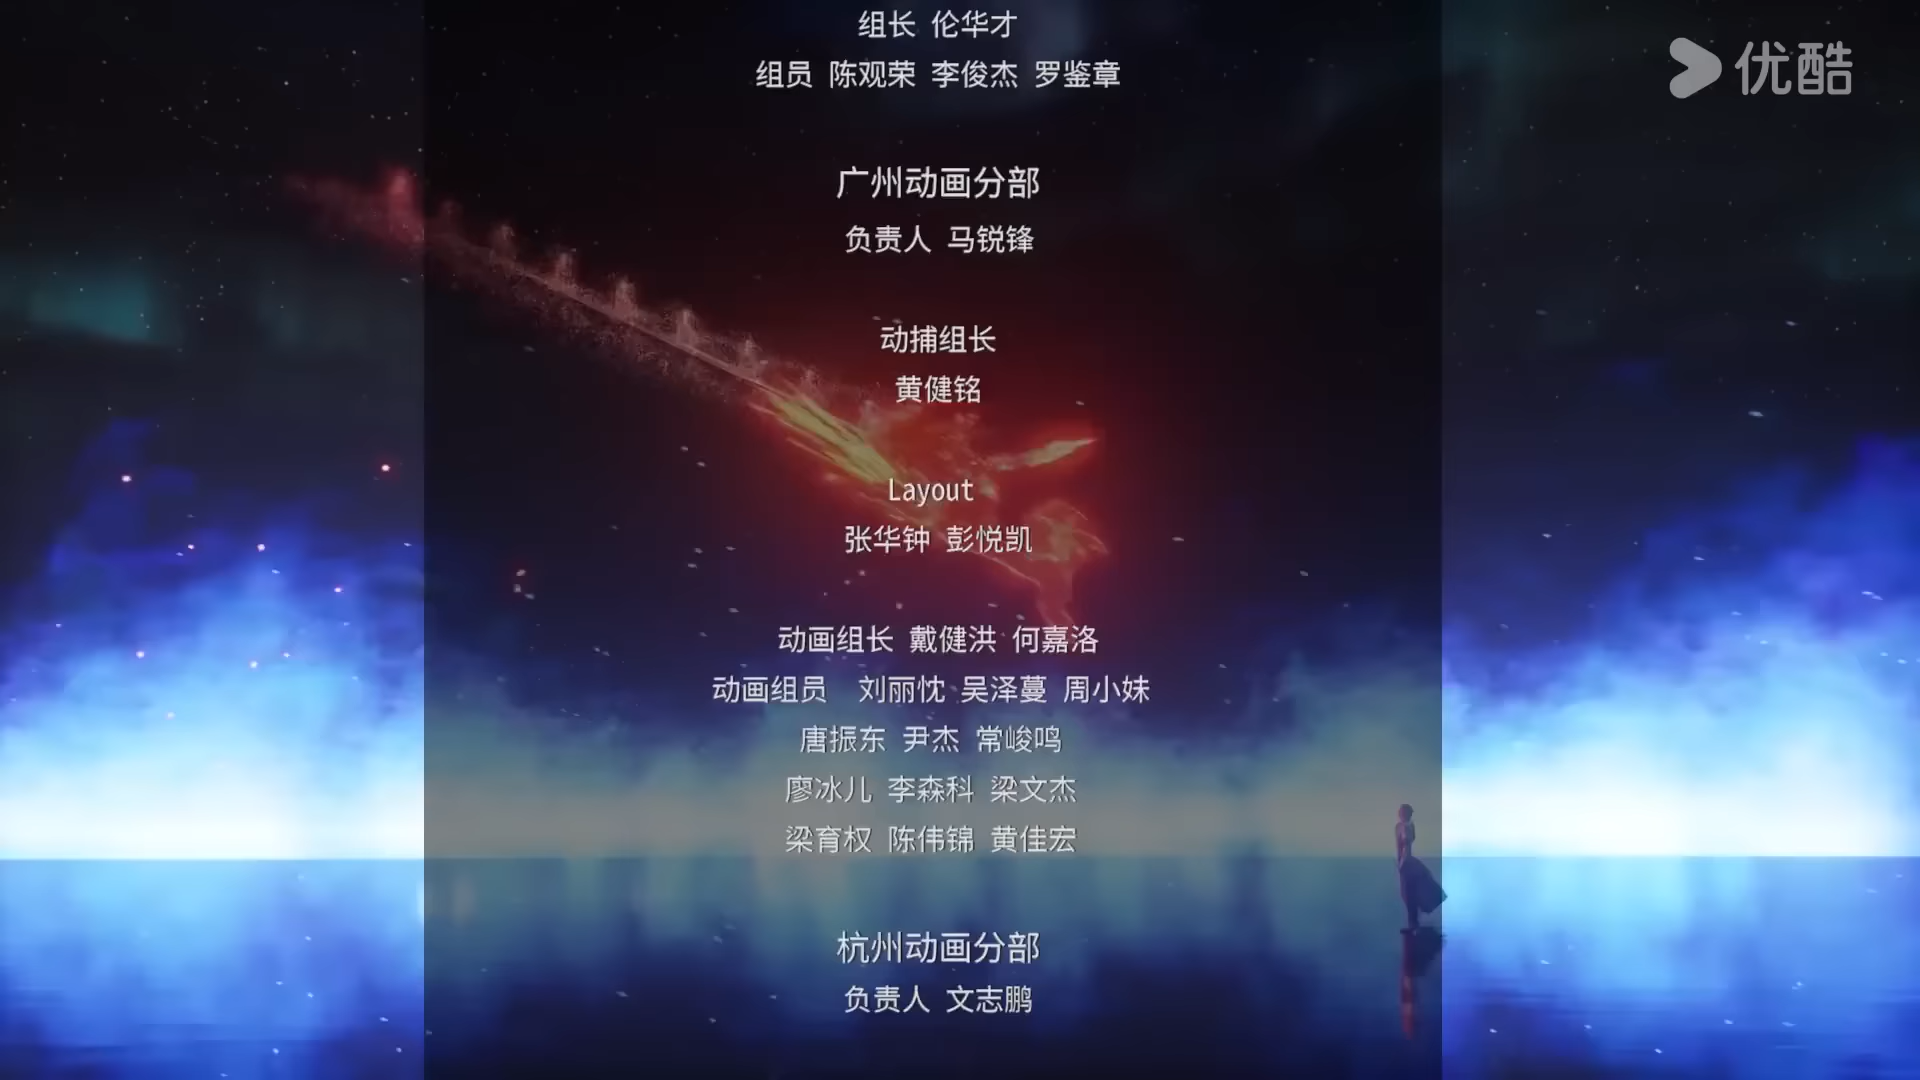 组长 伦华才
组员 陈观荣 李俊杰 罗鉴章
优酷
广州动画分部
负责人 马锐锋
动捕组长
黄健铭
Layout
张华钟 彭悦凯
动画组长 戴健洪 何嘉洛
动画组员 刘丽忱 吴泽蔓 周小妹
唐振东 尹杰 常峻鸣
廖冰儿 李森科 梁文杰
梁育权 陈伟锦 黄佳宏
杭州动画分部
负责人 文志鹏